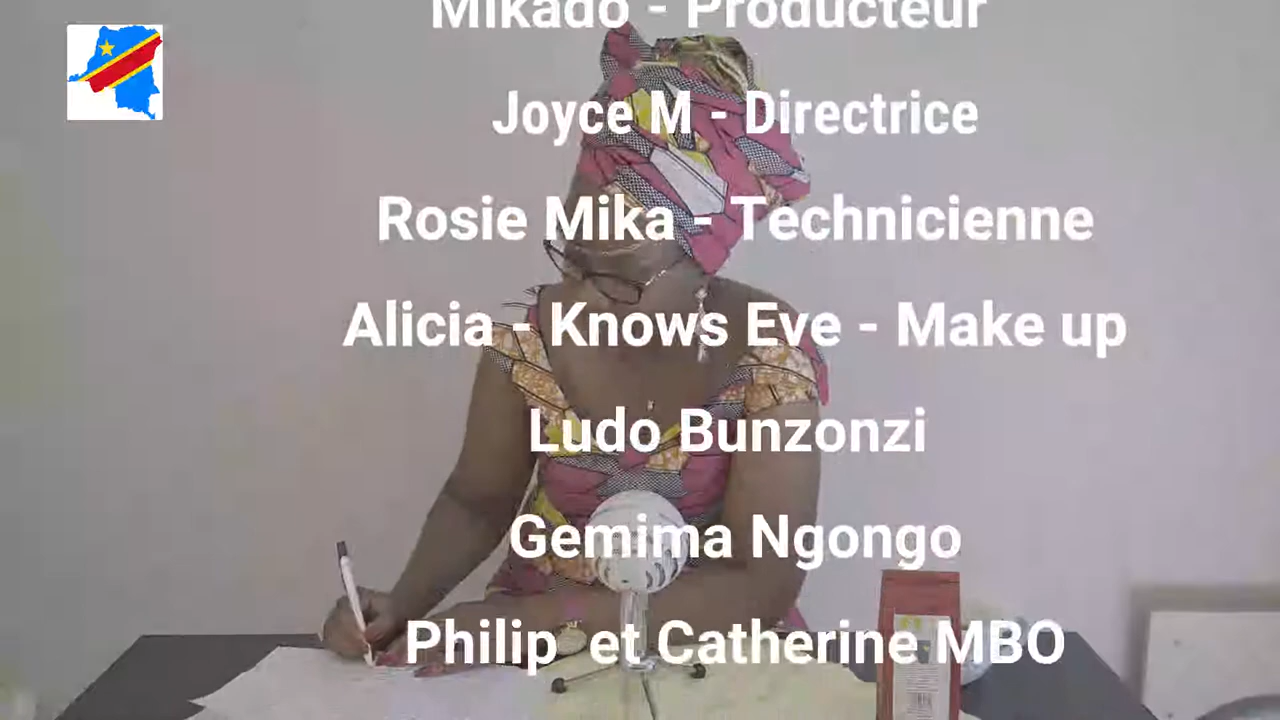 Mikado - Producteur
Joyce M - Directrice
Rosie Mika - Technicienne
Alicia - Knows Eve - Make up
Ludo Bunzonzi
Gemima Ngongo
Philip et Catherine MBO